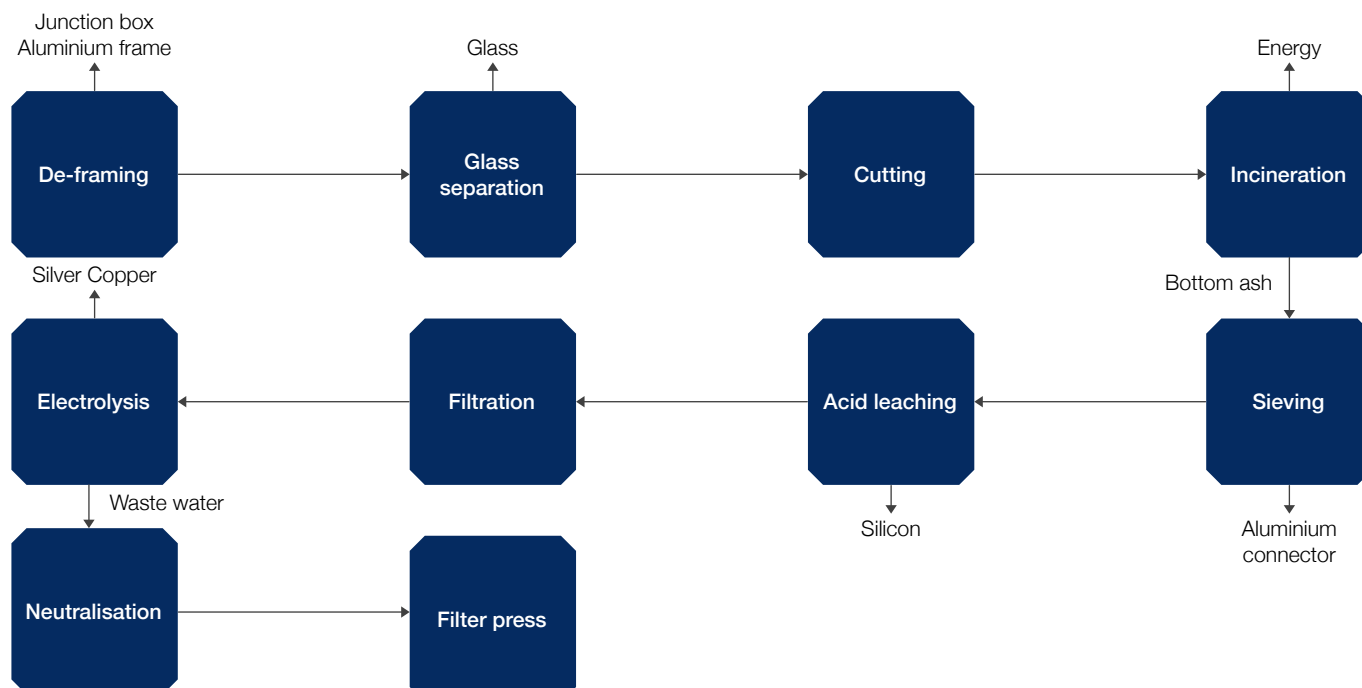 Junction box
Aluminium frame
Glass
Energy
De-framing
Glass
separation
Cutting
Incineration
Silver Copper
Bottom ash
Electrolysis
Filtration
Acid leaching
Sieving
Waste water
Silicon
Aluminium
connector
Neutralisation
Filter press